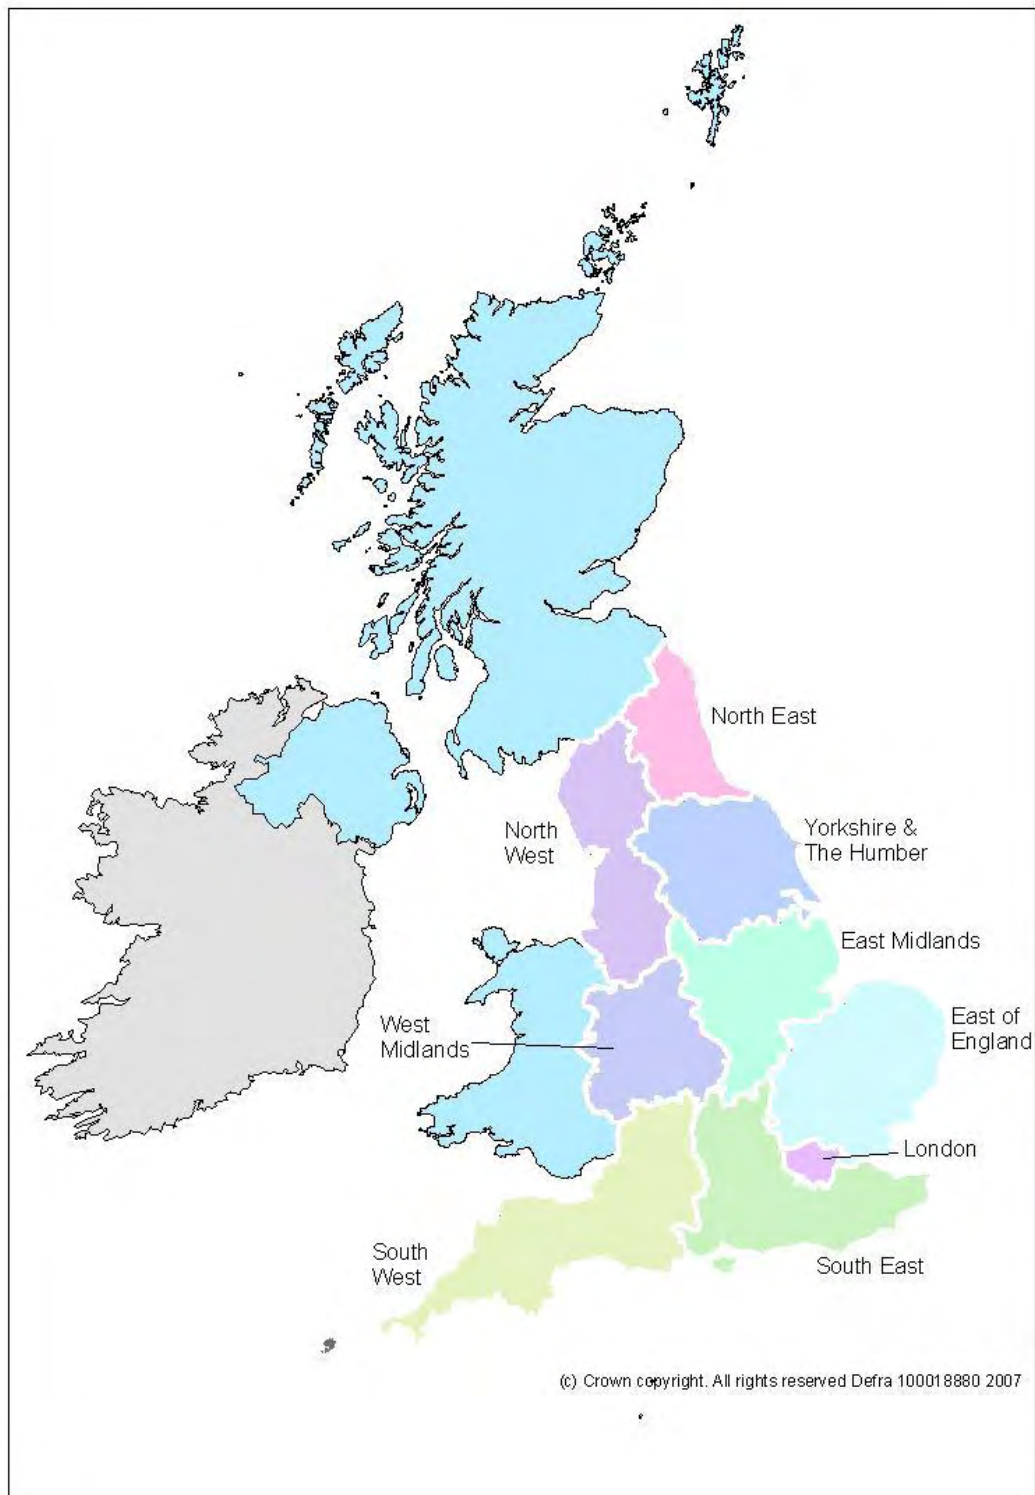 North East
North
West
Yorkshire &
The Humber
East Midlands
West
Midlands
East of
England
London
South
West
South East
(c) Crown copyright. All rights reserved Defra 100018880 2007